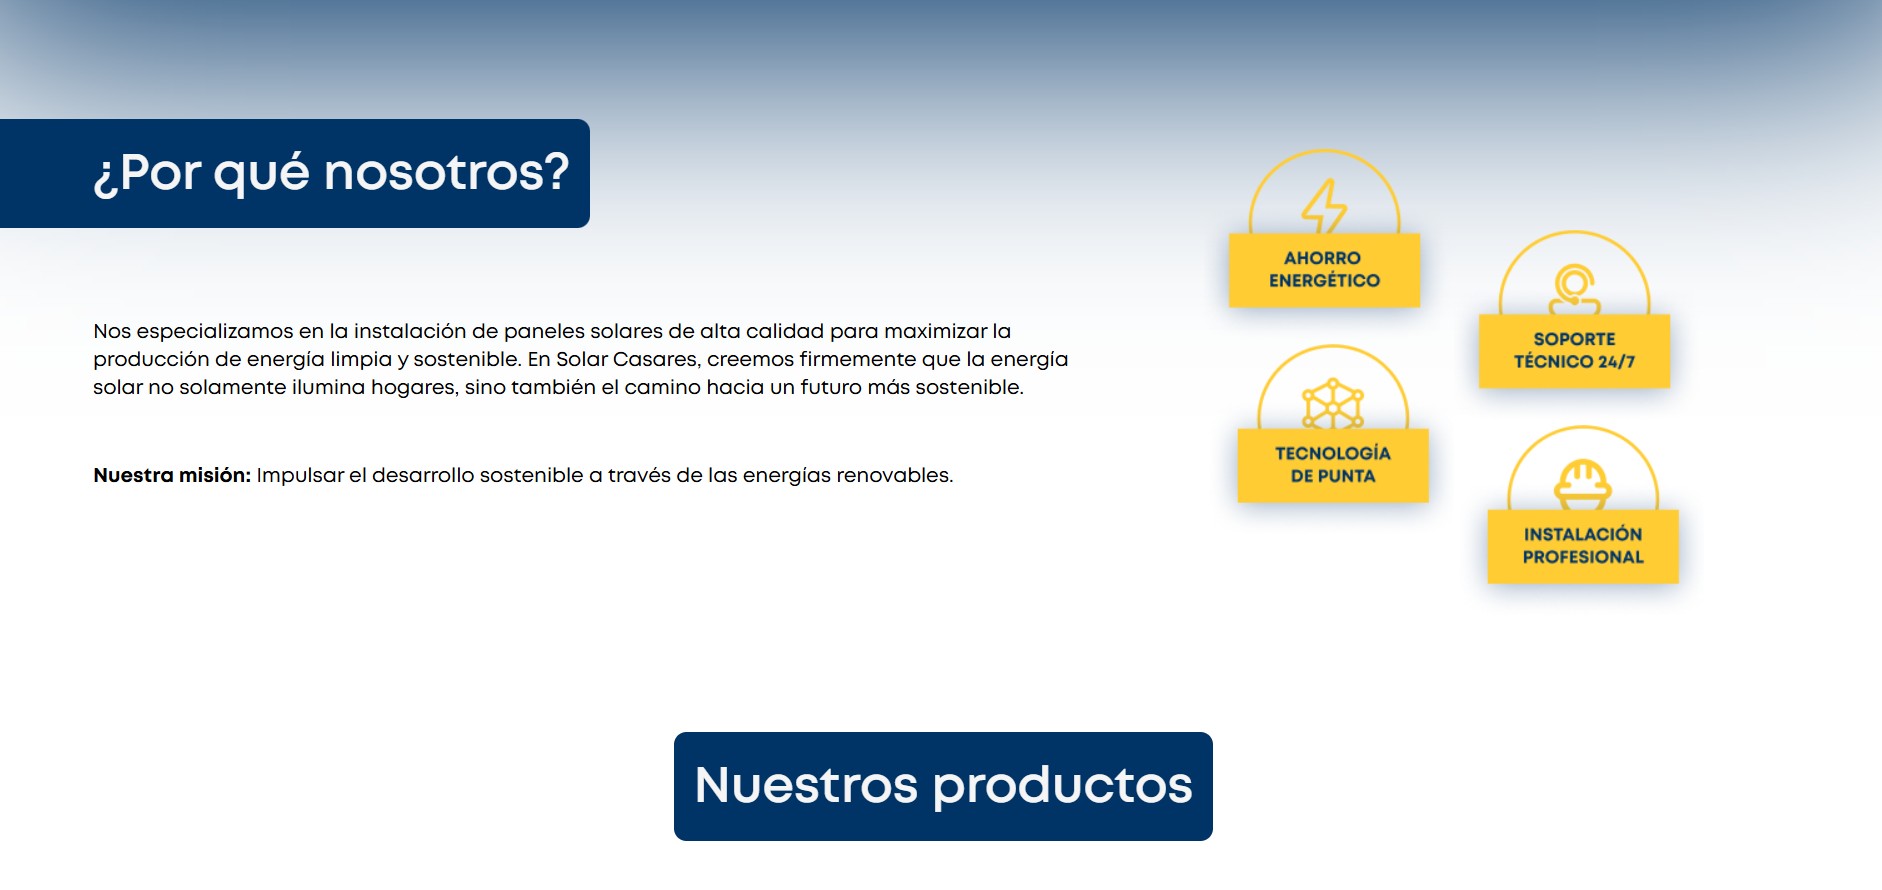 ¿Por qué nosotros?
Nos especializamos en la instalación de paneles solares de alta calidad para maximizar la
producción de energía limpia y sostenible. En Solar Casares, creemos firmemente que la energía
solar no solamente ilumina hogares, sino también el camino hacia un futuro más sostenible.
Nuestra misión: Impulsar el desarrollo sostenible a través de las energías renovables.
AHORRO
ENERGÉTICO
SOPORTE
TÉCNICO 24/7
TECNOLOGÍA
DE PUNTA
INSTALACIÓN
PROFESIONAL
Nuestros productos